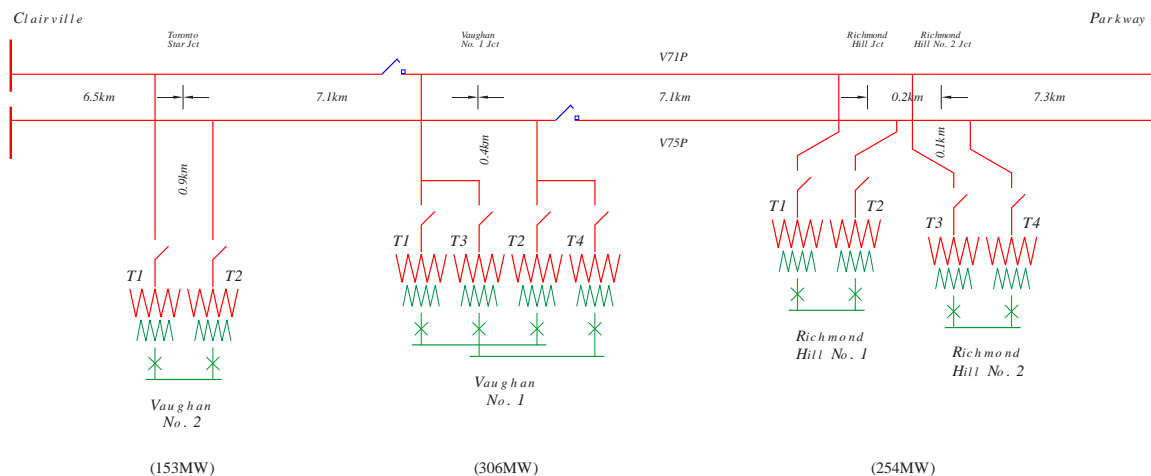 Clairville
Parkway
Toronto
Star Jct
Vaughan
No. 1 Jct
Richmond
Hill Jct
Richmond
Hill No. 2 Jct
V71P
6.5km
7.1km
7.1km
0.2km
7.3km
V75P
0.9km
0.4km
0.1km
T1
T2
T1
T3
T2
T4
T1
T2
T3
T4
Vaughan
No. 2
Vaughan
No. 1
Richmond
Hill No. 1
Richmond
Hill No. 2
(153MW)
(306MW)
(254MW)